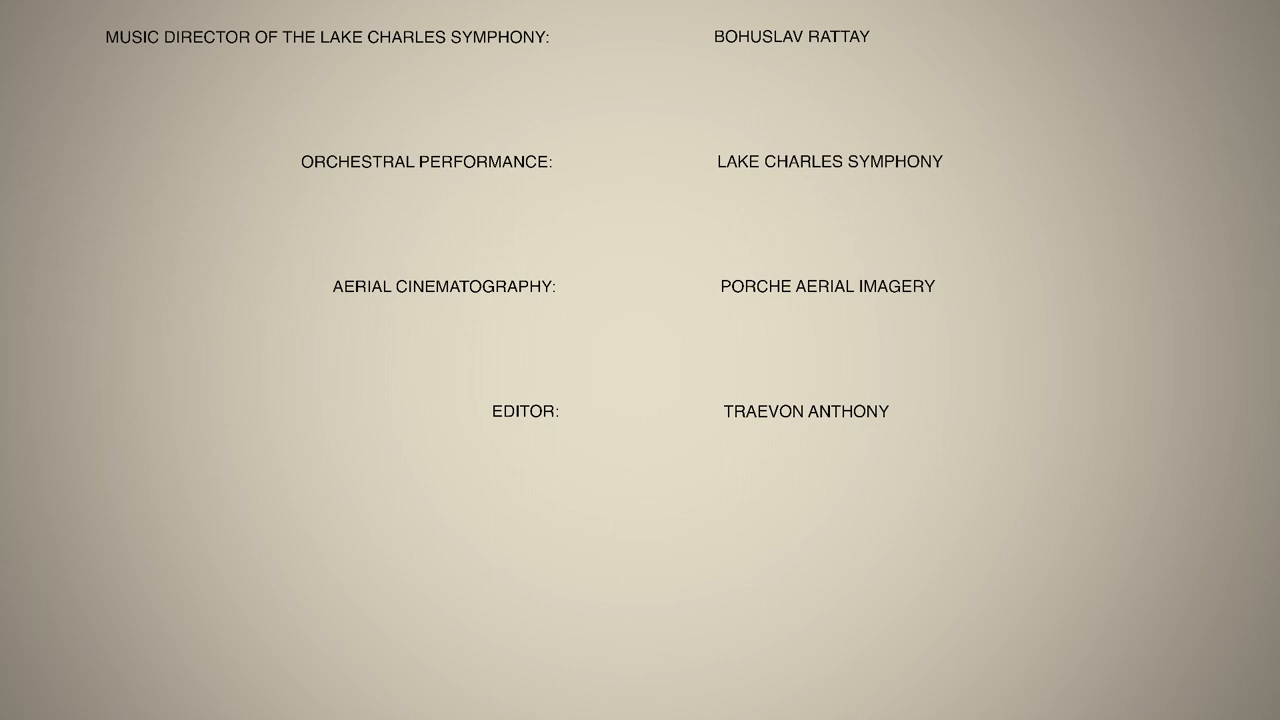 MUSIC DIRECTOR OF THE LAKE CHARLES SYMPHONY: BOHUSLAV RATTAY
ORCHESTRAL PERFORMANCE: LAKE CHARLES SYMPHONY
AERIAL CINEMATOGRAPHY: PORCHE AERIAL IMAGERY
EDITOR: TRAEVON ANTHONY